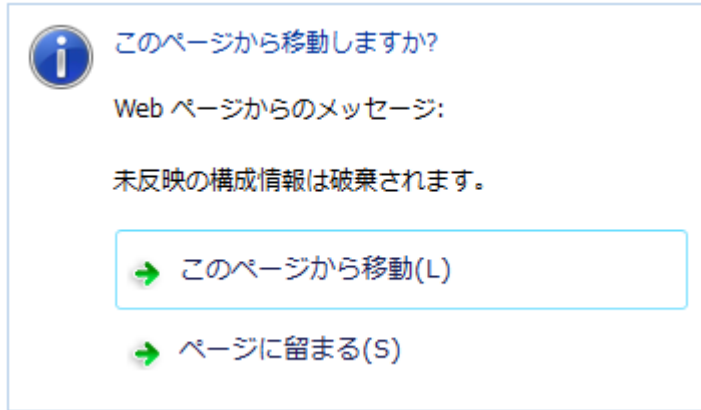 このページから移動しますか?
Web ページからのメッセージ:
未反映の構成情報は破棄されます。
このページから移動(L)
ページに留まる(S)